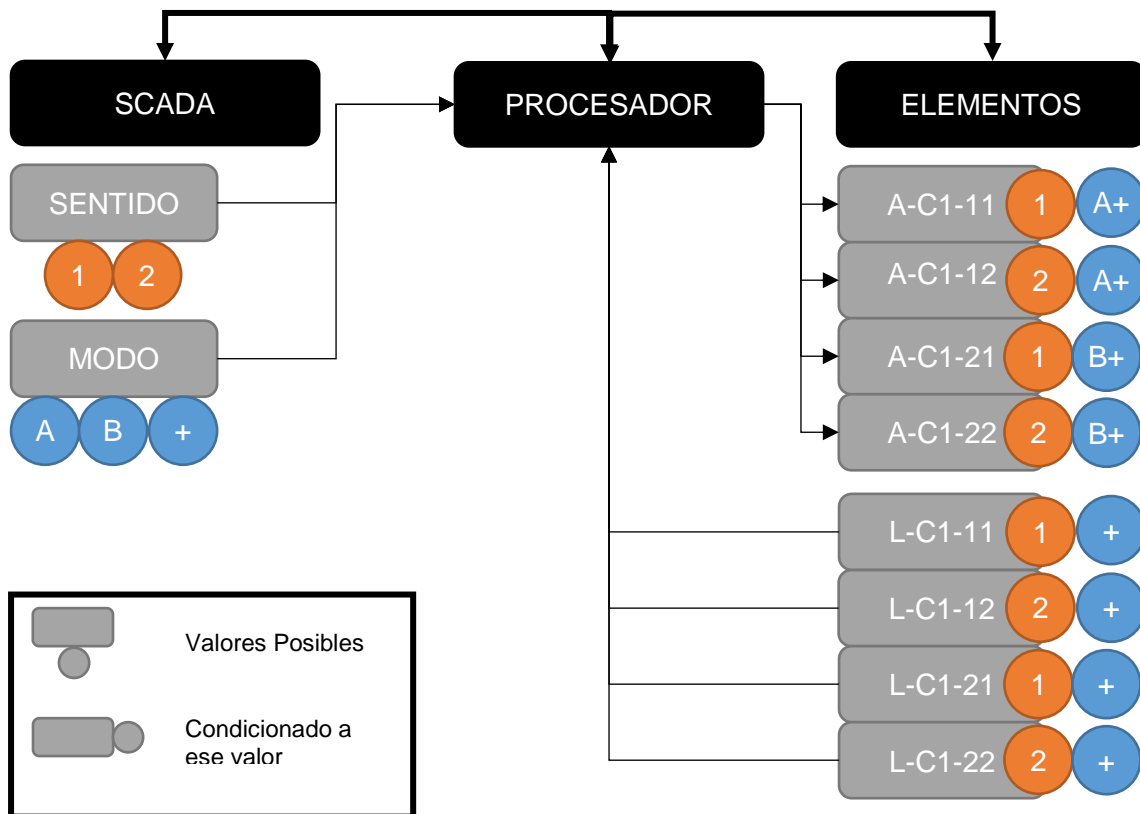 SCADA
PROCESADOR
ELEMENTOS
SENTIDO
1 2
MODO
A B +
A-C1-11 1 A+
A-C1-12 2 A+
A-C1-21 1 B+
A-C1-22 2 B+
L-C1-11 1 +
L-C1-12 2 +
L-C1-21 1 +
L-C1-22 2 +
Valores Posibles
Condicionado a
ese valor